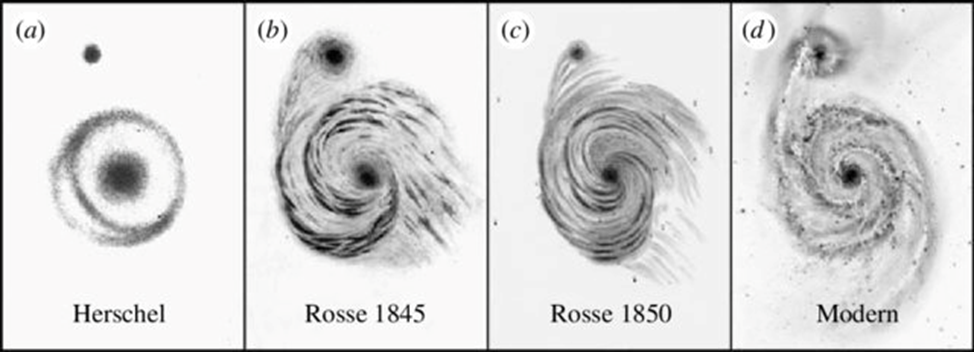 (a)
Herschel
(b)
Rosse 1845
(c)
Rosse 1850
(d)
Modern